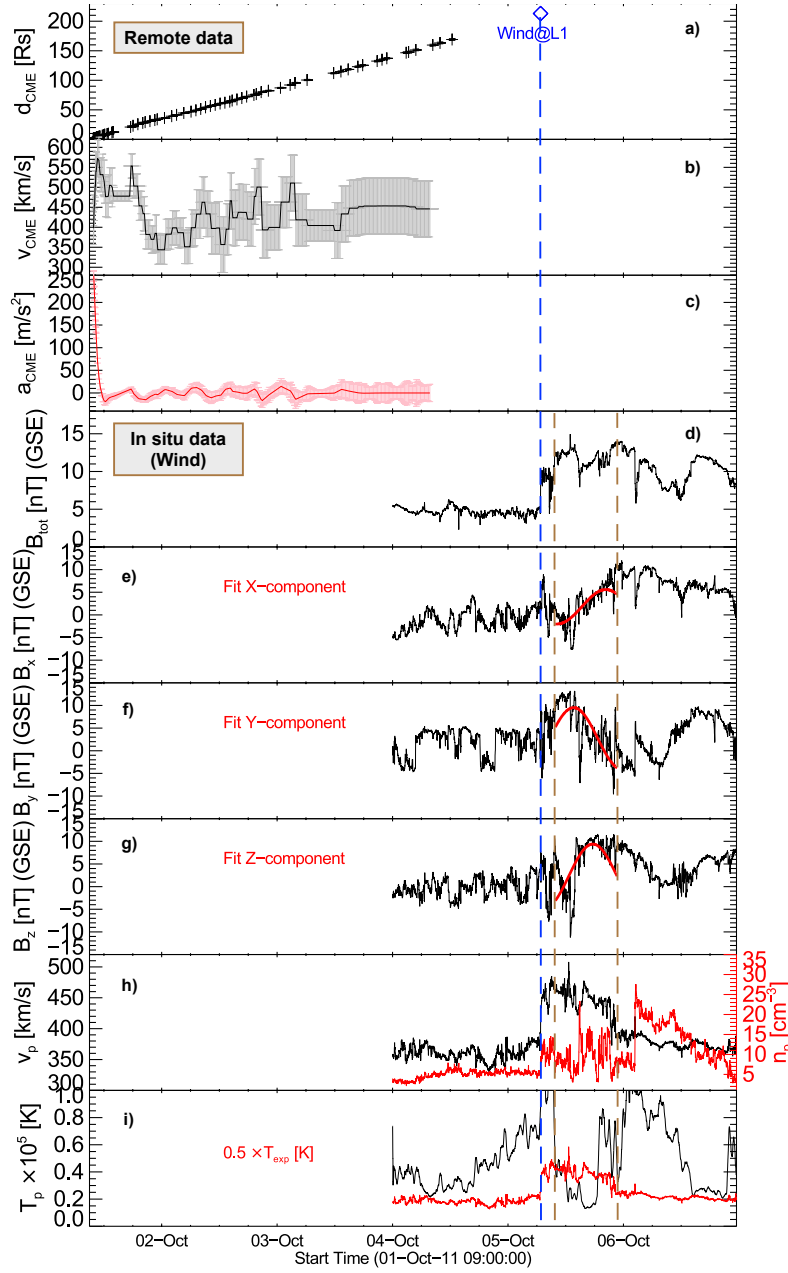 200
150
100
50
0
d_CME [Rs]
Remote data
Wind@L1
a)
600
550
500
450
400
350
300
v_CME [km/s]
b)
250
200
150
100
50
0
a_CME [m/s²]
c)
15
10
5
0
B_tot [nT] (GSE)
In situ data
(Wind)
d)
15
10
5
0
−5
−10
−15
B_x [nT] (GSE)
e)
Fit X−component
15
10
5
0
−5
−10
−15
B_y [nT] (GSE)
f)
Fit Y−component
15
10
5
0
−5
−10
−15
B_z [nT] (GSE)
g)
Fit Z−component
500
450
400
350
300
v_p [km/s]
h)
35
30
25
20
15
10
5
n_p [cm⁻³]
1.0
0.8
0.6
0.4
0.2
0.0
T_p ×10⁵ [K]
i)
0.5 ×T_exp [K]
02−Oct
03−Oct
04−Oct
05−Oct
06−Oct
Start Time (01−Oct−11 09:00:00)